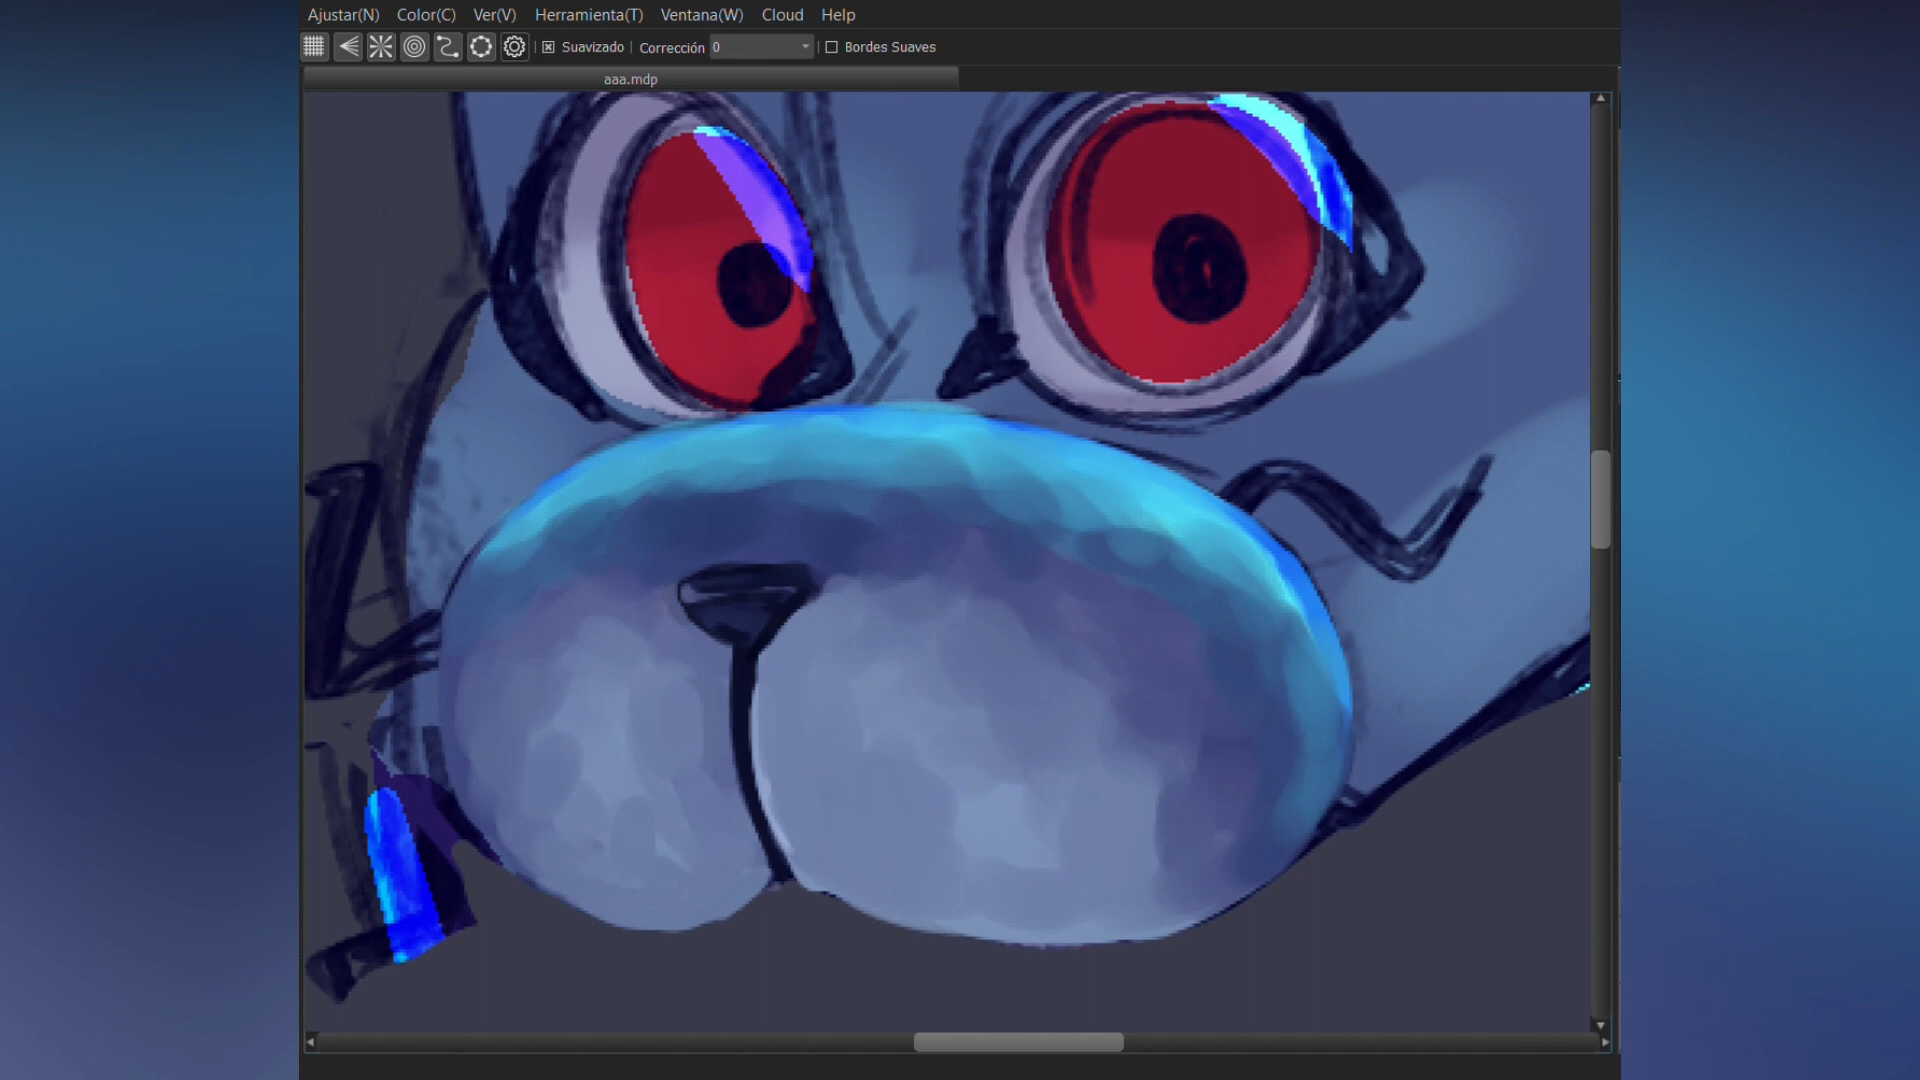 Ajustar(N) Color(C) Ver(V) Herramienta(T) Ventana(W) Cloud Help
Suavizado Corrección 0 Bordes Suaves
aaa.mdp